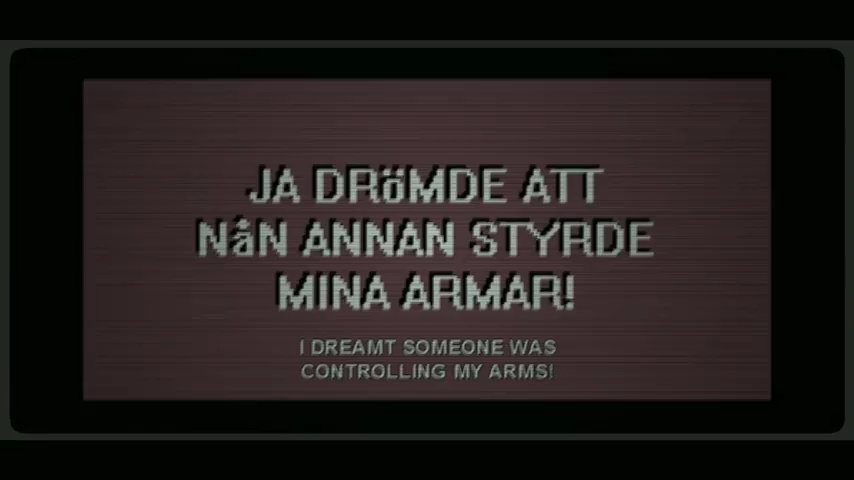 JA DRöMDE ATT
NåN ANNAN STYRDE
MINA ARMAR!
I DREAMT SOMEONE WAS
CONTROLLING MY ARMS!